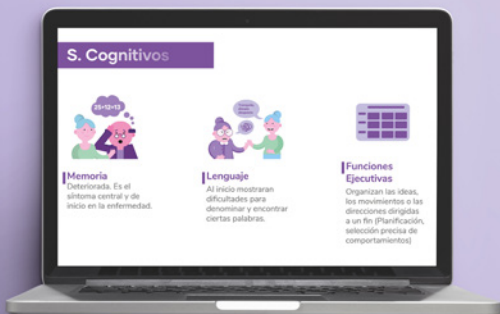 S. Cognitivos
25+12=13
Memoria
Deteriorada. Es el
síntoma central y de
inicio en la enfermedad.
Lenguaje
Al inicio mostraran
dificultades para
denominar y encontrar
ciertas palabras.
Funciones
Ejecutivas
Organizan las ideas,
los movimientos o las
direcciones dirigidas
a un fin (Planificación,
selección precisa de
comportamientos)